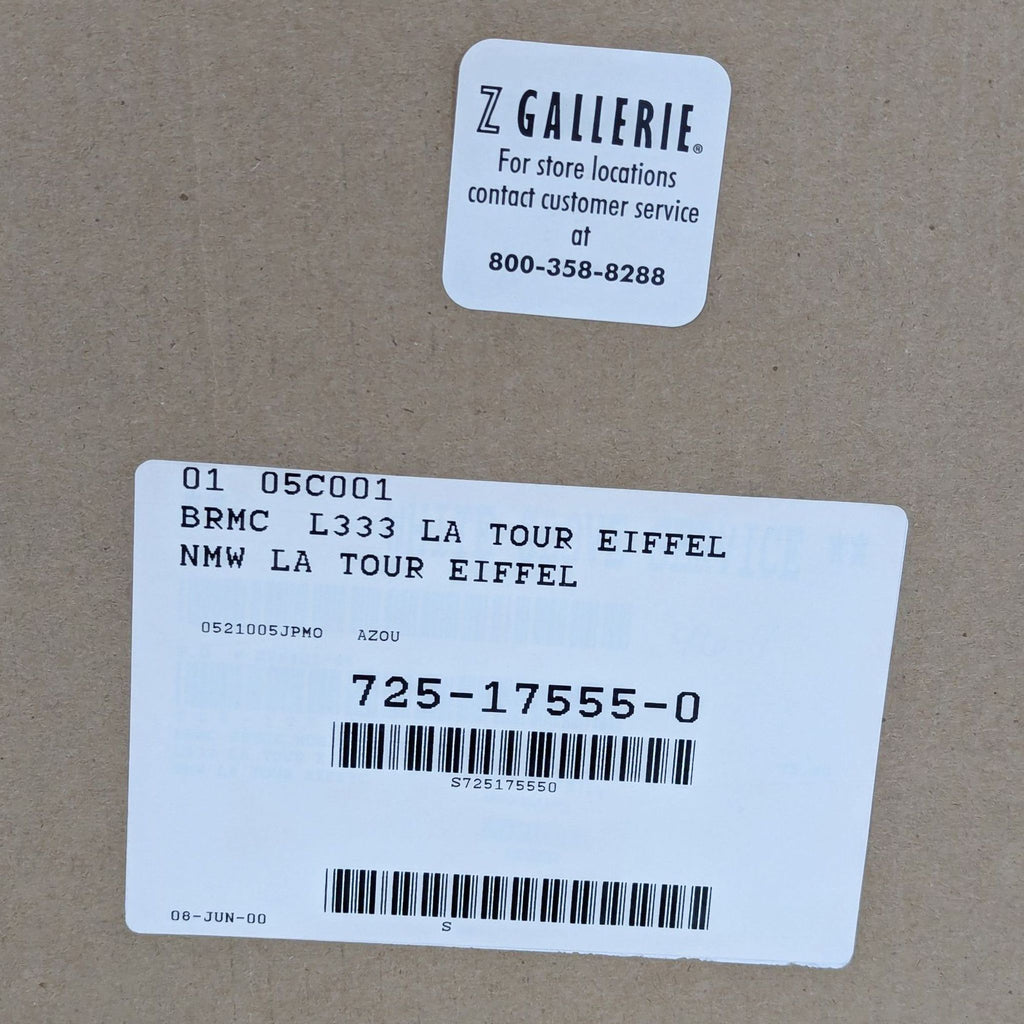 Z GALLERIE®
For store locations
contact customer service
at
800-358-8288
01 05C001
BRMC L333 LA TOUR EIFFEL
NMW LA TOUR EIFFEL
0521005JPMO AZOU
725-17555-0
S725175550
08-JUN-00
S